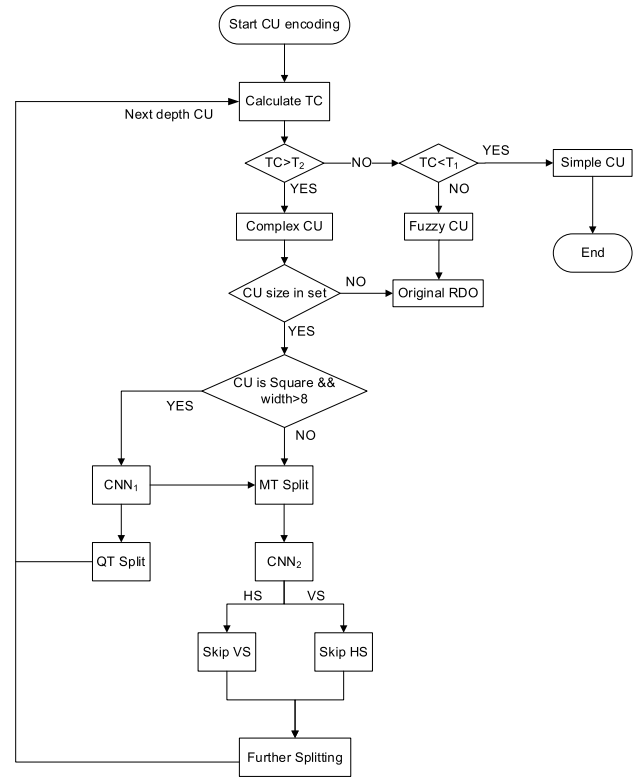 Start CU encoding
Calculate TC
Next depth CU
TC>T₂
NO
TC<T₁
YES
Simple CU
YES
NO
Complex CU
Fuzzy CU
End
CU size in set
NO
Original RDO
YES
CU is Square &&
width>8
YES
NO
CNN₁
MT Split
QT Split
CNN₂
HS
VS
Skip VS
Skip HS
Further Splitting